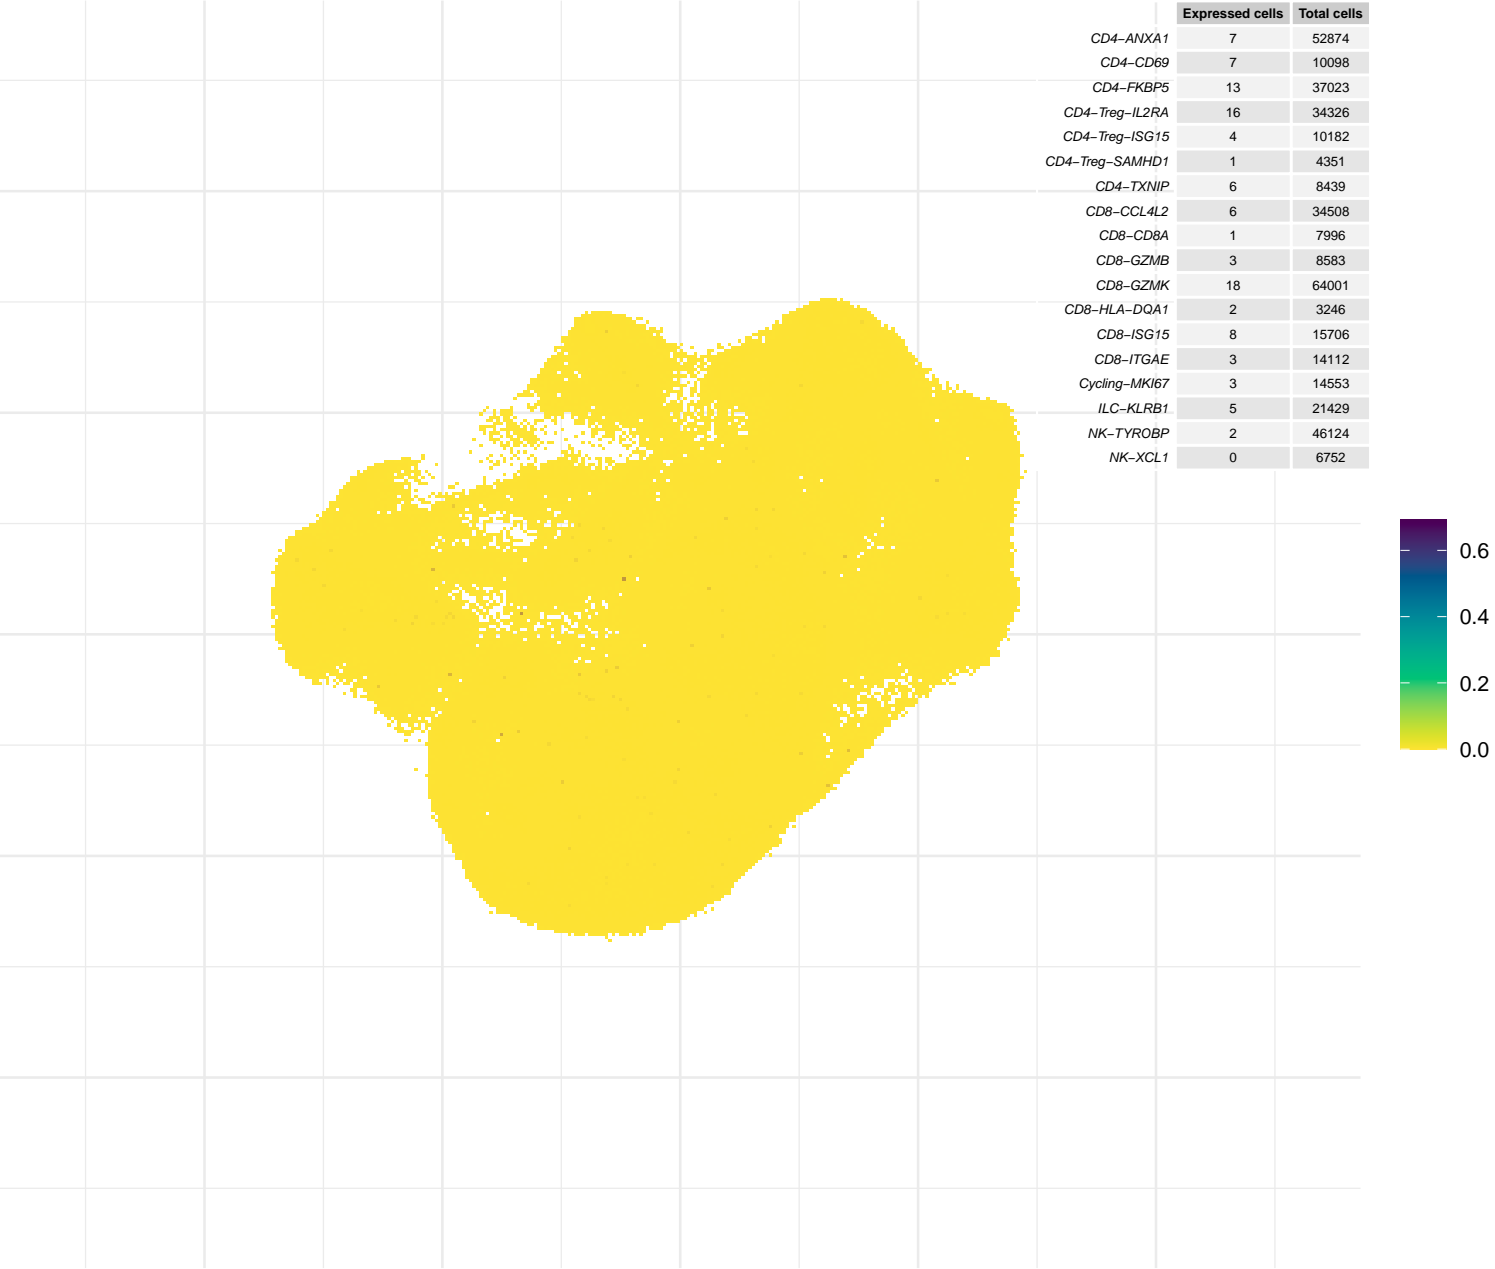 Expressed cells Total cells
CD4−ANXA1 7 52874
CD4−CD69 7 10098
CD4−FKBP5 13 37023
CD4−Treg−IL2RA 16 34326
CD4−Treg−ISG15 4 10182
CD4−Treg−SAMHD1 1 4351
CD4−TXNIP 6 8439
CD8−CCL4L2 6 34508
CD8−CD8A 1 7996
CD8−GZMB 3 8583
CD8−GZMK 18 64001
CD8−HLA−DQA1 2 3246
CD8−ISG15 8 15706
CD8−ITGAE 3 14112
Cycling−MKI67 3 14553
ILC−KLRB1 5 21429
NK−TYROBP 2 46124
NK−XCL1 0 6752
0.6
0.4
0.2
0.0